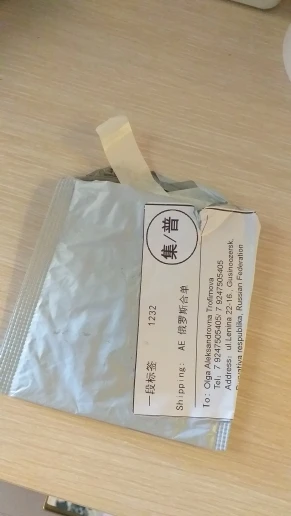 集/普
一段标签 1232
Shipping: AE 俄罗斯合单
To: Olga Aleksandrovna Trofimova
Tel: 7 9247505405/ 7 9247505405
Address: ul Lenina 22-16, Gusinoozersk,
respublika, Russian Federation